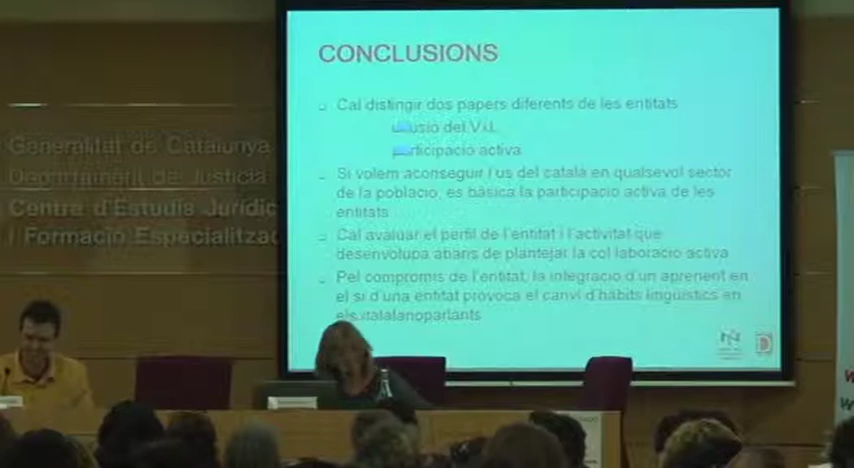 Generalitat de Catalunya
Departament de Justícia
Centre d'Estudis Jurídic
i Formació Especialitzad
CONCLUSIONS
Cal distingir dos papers diferents de les entitats
del V.x.L.
participació activa
Si volem aconseguir l'ús del català en qualsevol sector
de la població, és bàsica la participació activa de les
entitats
Cal avaluar el perfil de l'entitat i l'activitat que
desenvolupa abans de plantejar la col·laboració activa
Pel compromís de l'entitat, la integració d'un aprenent en
el si d'una entitat provoca el canvi d'hàbits lingüístics en
els